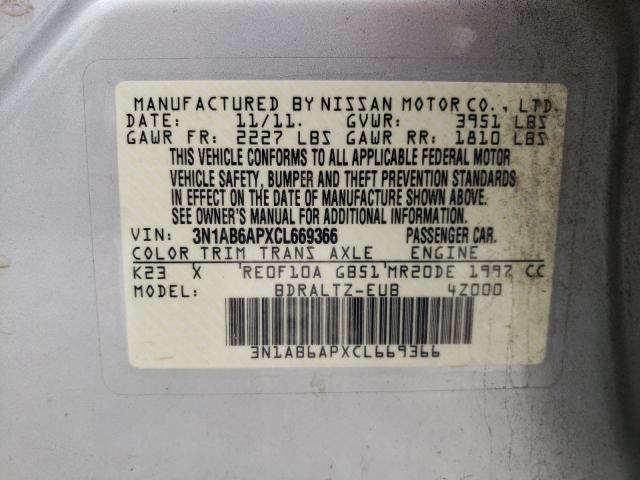 MANUFACTURED BY NISSAN MOTOR CO., LTD.
DATE: 11/11. GVWR: 3951 LBS
GAWR FR: 2227 LBS GAWR RR: 1810 LBS
THIS VEHICLE CONFORMS TO ALL APPLICABLE FEDERAL MOTOR
VEHICLE SAFETY, BUMPER AND THEFT PREVENTION STANDARDS
IN EFFECT ON THE DATE OF MANUFACTURE SHOWN ABOVE.
SEE OWNER'S MANUAL FOR ADDITIONAL INFORMATION.
VIN: 3N1AB6APXCL669366 PASSENGER CAR.
COLOR TRIM TRANS AXLE ENGINE
K23 X 'RE0F10A GB51'MR20DE 1997 CC
MODEL: BDRALTZ-EUB 4Z000
3N1AB6APXCL669366